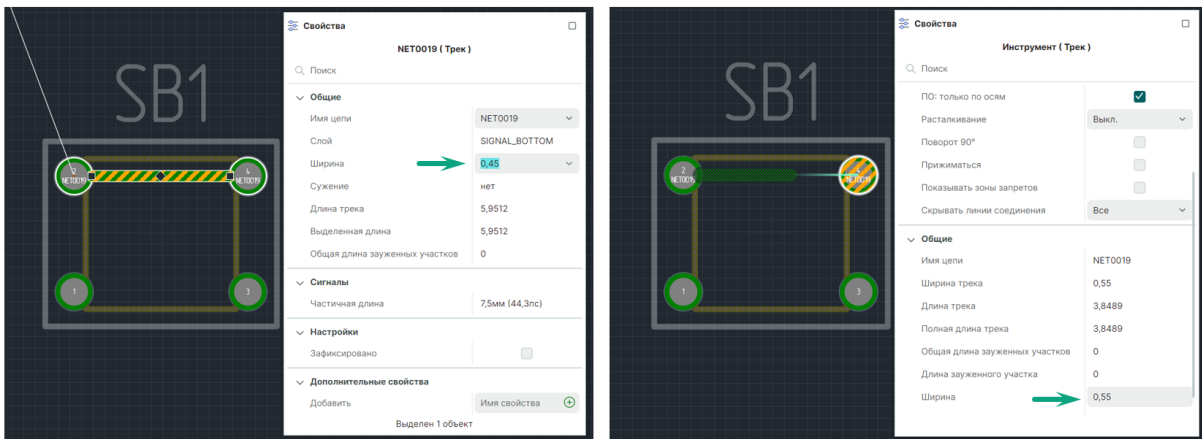 SB1
2
NET0019
4
NET0019
1
3
Свойства
NET0019 ( Трек )
Поиск
Общие
Имя цепи NET0019
Слой SIGNAL_BOTTOM
Ширина 0,45
Сужение нет
Длина трека 5,9512
Выделенная длина 5,9512
Общая длина зауженных участков 0
Сигналы
Частичная длина 7,5мм (44,3пс)
Настройки
Зафиксировано
Дополнительные свойства
Добавить Имя свойства
Выделен 1 объект
SB1
2
NET0019
4
NET0019
1
3
Свойства
Инструмент ( Трек )
Поиск
ПО: только по осям
Расталкивание Выкл.
Поворот 90°
Прижиматься
Показывать зоны запретов
Скрывать линии соединения Все
Общие
Имя цепи NET0019
Ширина трека 0,55
Длина трека 3,8489
Полная длина трека 3,8489
Общая длина зауженных участков 0
Длина зауженного участка 0
Ширина 0,55